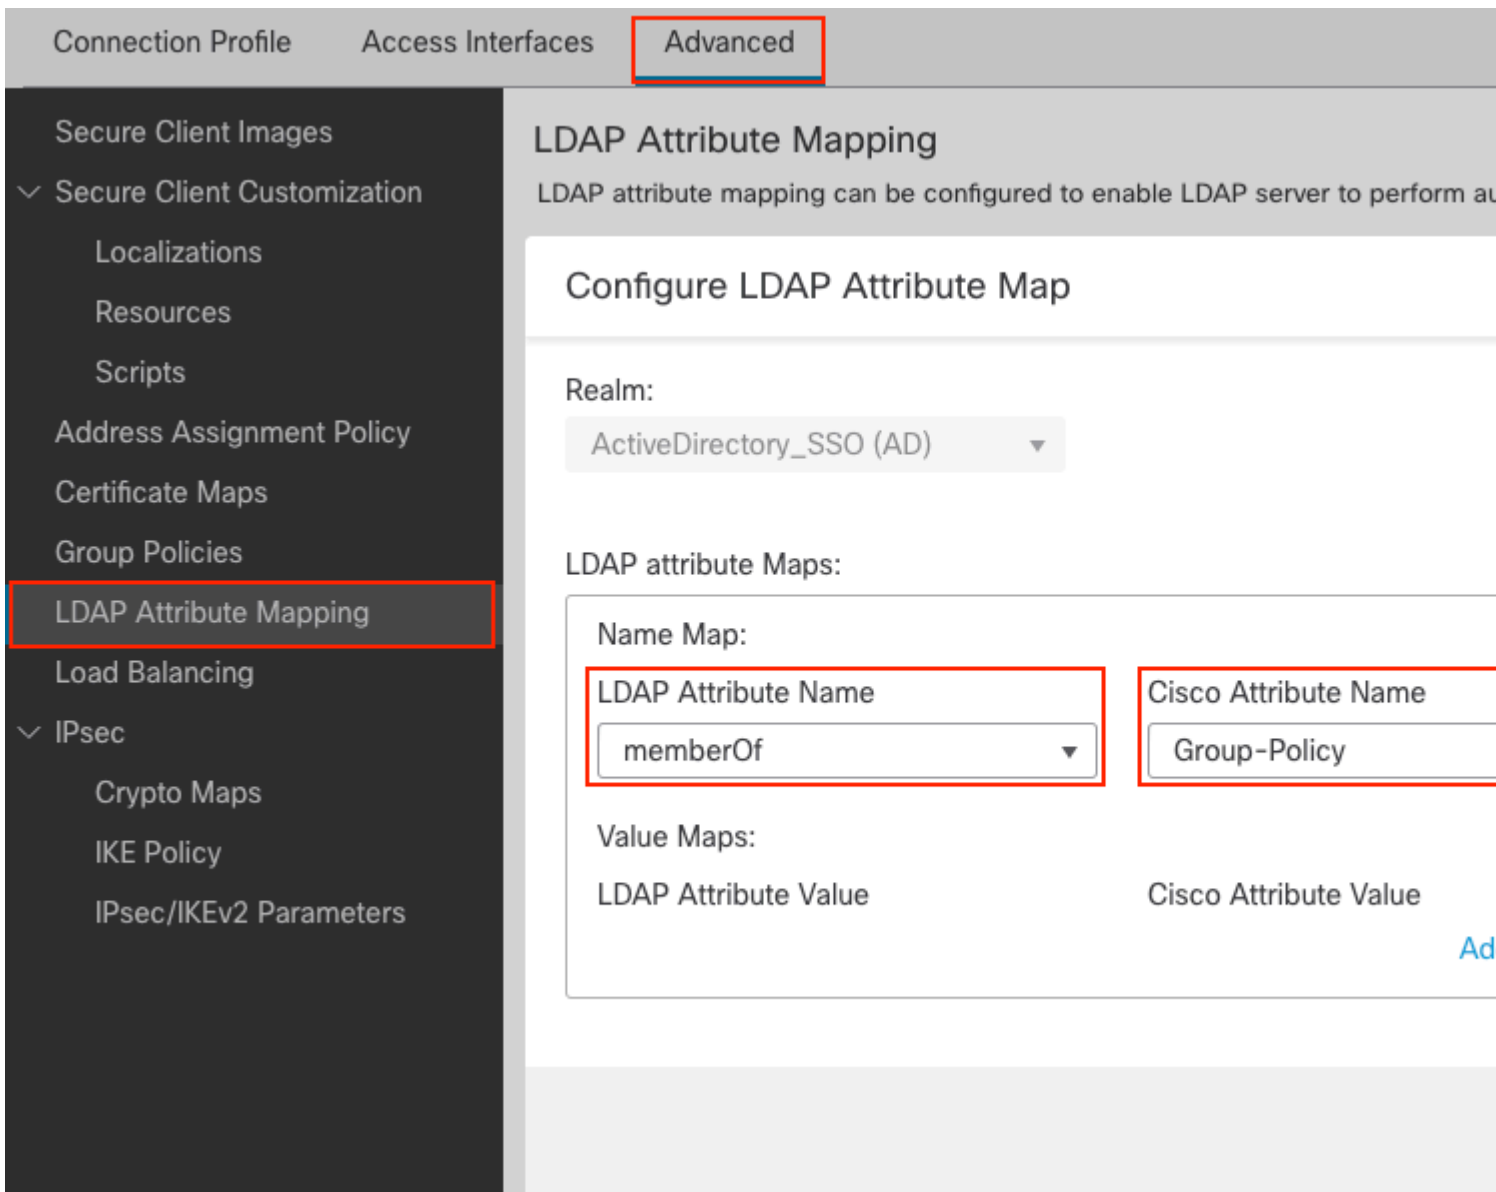 Connection Profile Access Interfaces Advanced
Secure Client Images
Secure Client Customization
Localizations
Resources
Scripts
Address Assignment Policy
Certificate Maps
Group Policies
LDAP Attribute Mapping
Load Balancing
IPsec
Crypto Maps
IKE Policy
IPsec/IKEv2 Parameters
LDAP Attribute Mapping
LDAP attribute mapping can be configured to enable LDAP server to perform
Configure LDAP Attribute Map
Realm:
ActiveDirectory_SSO (AD)
LDAP attribute Maps:
Name Map:
LDAP Attribute Name Cisco Attribute Name
memberOf Group-Policy
Value Maps:
LDAP Attribute Value Cisco Attribute Value